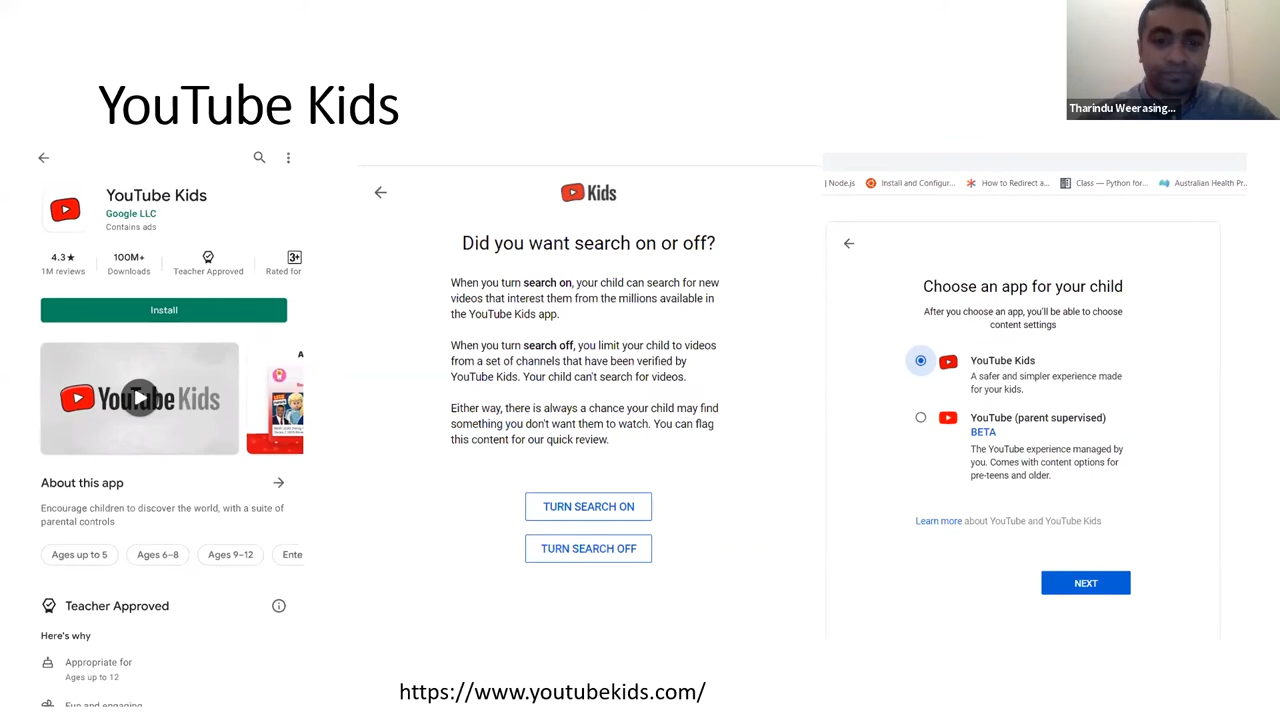 YouTube Kids
Tharindu Weerasing...
YouTube Kids
Google LLC
Contains ads
4.3★
1M reviews
100M+
Downloads
Teacher Approved
3+
Rated for
Install
YouTube Kids
About this app
Encourage children to discover the world, with a suite of
parental controls
Ages up to 5
Ages 6–8
Ages 9–12
Ente
Teacher Approved
Here's why
Appropriate for
Ages up to 12
Fun and engaging
Kids
Did you want search on or off?
When you turn search on, your child can search for new
videos that interest them from the millions available in
the YouTube Kids app.
When you turn search off, you limit your child to videos
from a set of channels that have been verified by
YouTube Kids. Your child can't search for videos.
Either way, there is always a chance your child may find
something you don't want them to watch. You can flag
this content for our quick review.
TURN SEARCH ON
TURN SEARCH OFF
Node.js
Install and Configur...
How to Redirect a...
Class — Python for...
Australian Health Pr...
Choose an app for your child
After you choose an app, you'll be able to choose
content settings
YouTube Kids
A safer and simpler experience made
for your kids.
YouTube (parent supervised)
BETA
The YouTube experience managed by
you. Comes with content options for
pre-teens and older.
Learn more about YouTube and YouTube Kids
NEXT
https://www.youtubekids.com/